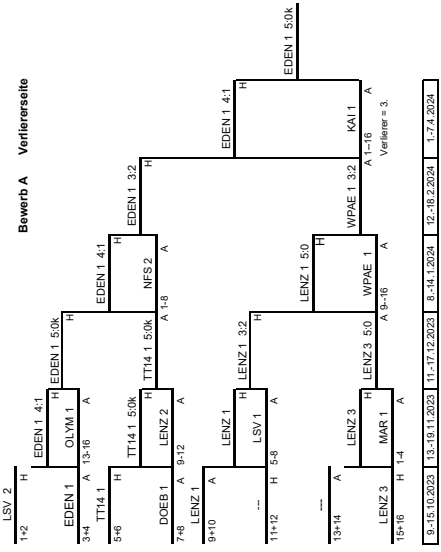 Bewerb A Verliererseite
LSV 2
1+2 H
EDEN 1
3+4 A
TT14 1
5+6 H
DOEB 1
7+8 A
LENZ 1
9+10 A
---
11+12 H
---
13+14 A
LENZ 3
15+16 H
EDEN 1 4:1
H
OLYM 1
13-16 A
TT14 1 5:0k
H
LENZ 2
9-12 A
LENZ 1
H
LSV 1
5-8 A
LENZ 3
H
MAR 1
1-4 A
EDEN 1 5:0k
H
TT14 1 5:0k
A
LENZ 1 3:2
H
LENZ 3 5:0
A
EDEN 1 4:1
H
NFS 2
1-8 A
LENZ 1 5:0
H
WPAE 1
9--16 A
EDEN 1 3:2
H
WPAE 1 3:2
A
EDEN 1 4:1
H
KAI 1
1--16 A
Verlierer = 3.
EDEN 1 5:0k
9.-15.10.2023 13.-19.11.2023 11.-17.12.2023 8.-14.1.2024 12.-18.2.2024 1.-7.4.2024